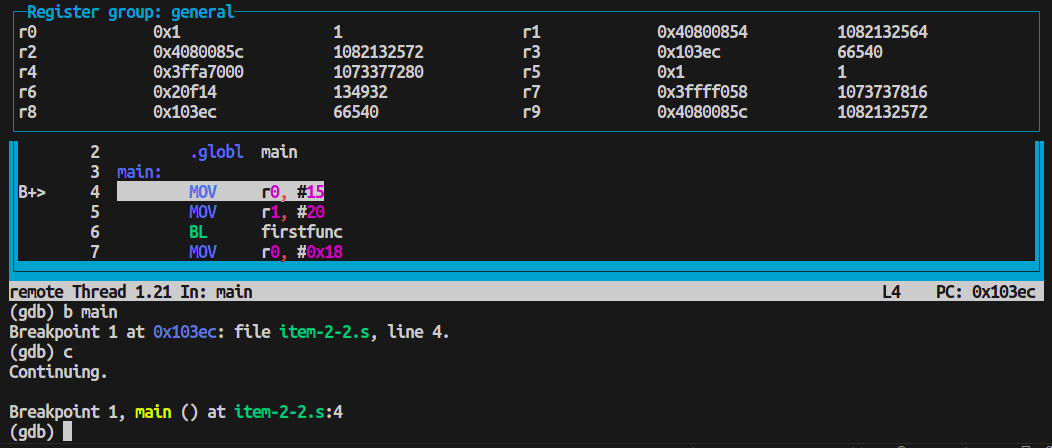 Register group: general
r0 0x1 1 r1 0x40800854 1082132564
r2 0x4080085c 1082132572 r3 0x103ec 66540
r4 0x3ffa7000 1073377280 r5 0x1 1
r6 0x20f14 134932 r7 0x3ffff058 1073737816
r8 0x103ec 66540 r9 0x4080085c 1082132572
2 .globl main
3 main:
B+> 4 MOV r0, #15
5 MOV r1, #20
6 BL firstfunc
7 MOV r0, #0x18
remote Thread 1.21 In: main L4 PC: 0x103ec
(gdb) b main
Breakpoint 1 at 0x103ec: file item-2-2.s, line 4.
(gdb) c
Continuing.
Breakpoint 1, main () at item-2-2.s:4
(gdb)